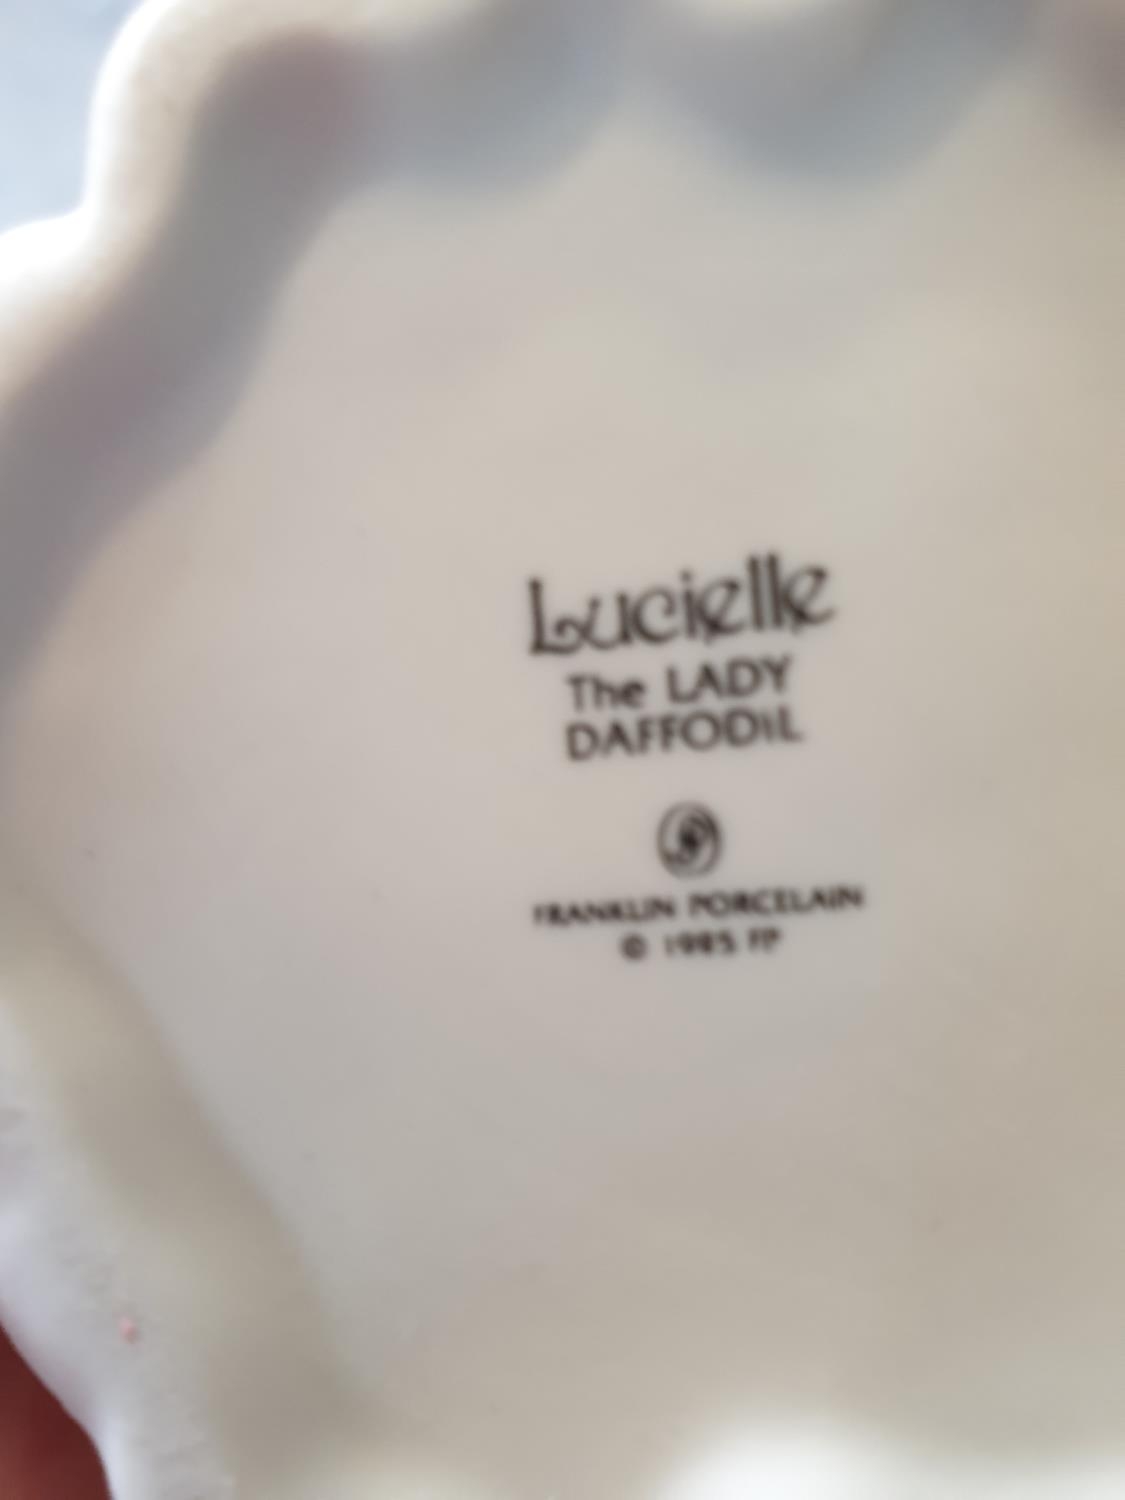 Lucielle
The LADY
DAFFODIL
FRANKLIN PORCELAIN
© 1985 FP